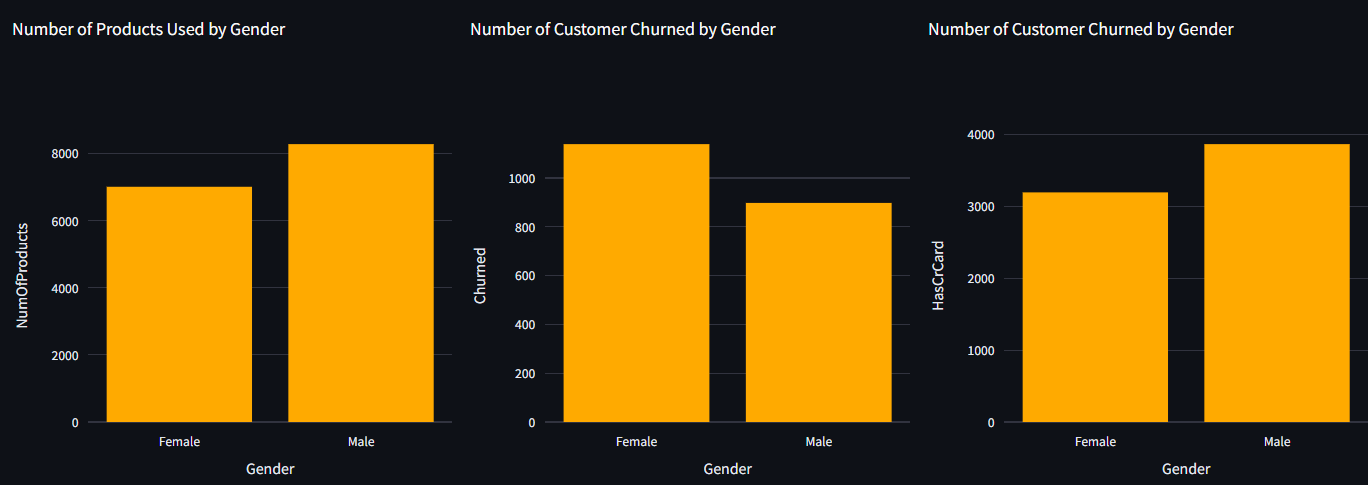 Number of Products Used by Gender
8000
6000
4000
2000
0
NumOfProducts
Female
Male
Gender
Number of Customer Churned by Gender
1000
800
600
400
200
0
Churned
Female
Male
Gender
Number of Customer Churned by Gender
4000
3000
2000
1000
0
HasCrCard
Female
Male
Gender